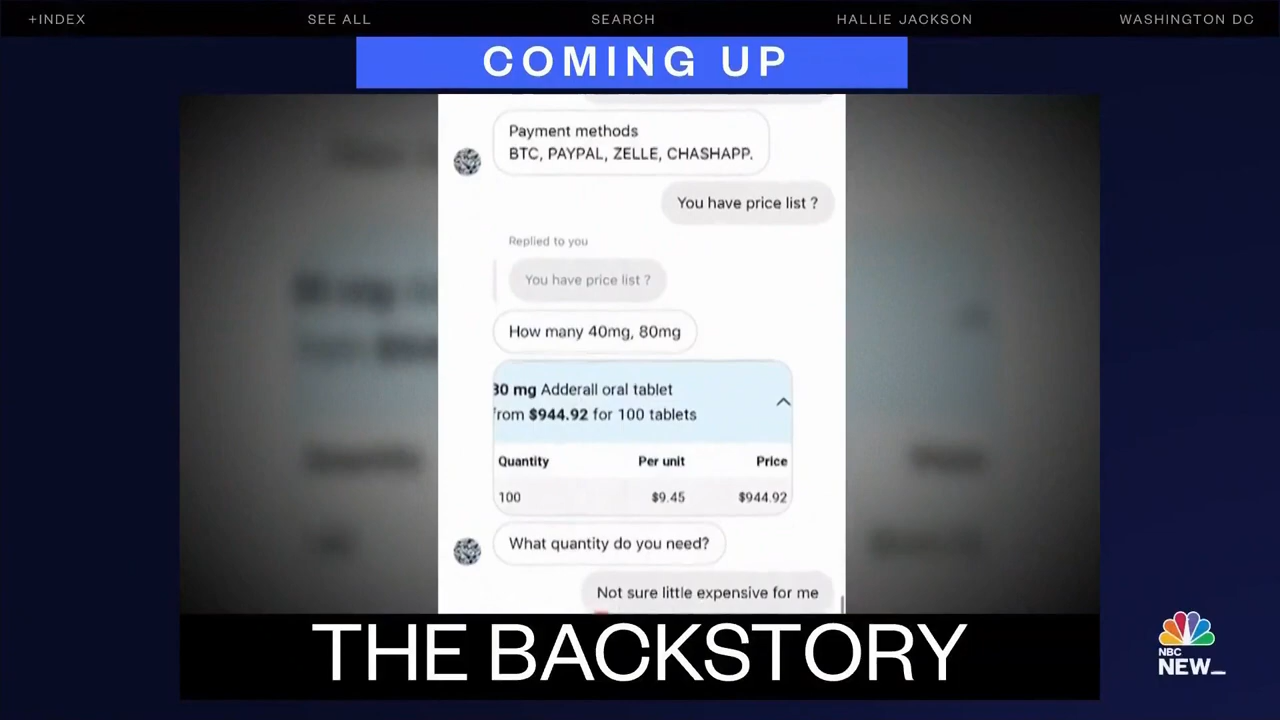 +INDEX
SEE ALL
SEARCH
HALLIE JACKSON
WASHINGTON DC
COMING UP
Payment methods
BTC, PAYPAL, ZELLE, CHASHAPP.
You have price list ?
Replied to you
You have price list ?
How many 40mg, 80mg
30 mg Adderall oral tablet
from $944.92 for 100 tablets
Quantity Per unit Price
100 $9.45 $944.92
What quantity do you need?
Not sure little expensive for me
THE BACKSTORY
NBC
NEW_